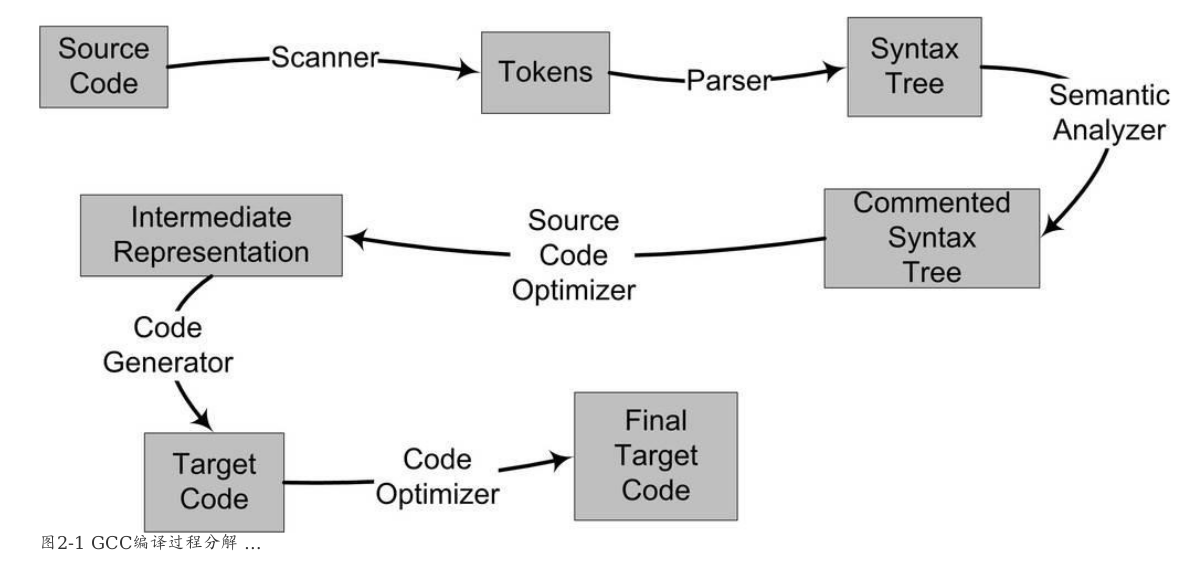 Source
Code
Scanner
Tokens
Parser
Syntax
Tree
Semantic
Analyzer
Commented
Syntax
Tree
Source
Code
Optimizer
Intermediate
Representation
Code
Generator
Target
Code
Code
Optimizer
Final
Target
Code
图2-1 GCC编译过程分解 ...